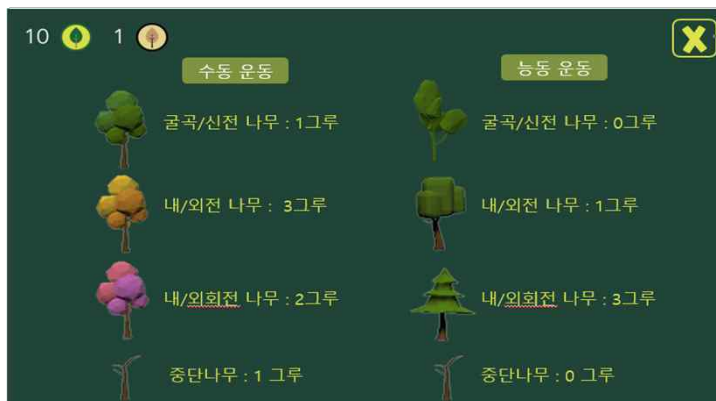 10 1
수동 운동
굴곡/신전 나무 : 1그루
내/외전 나무 : 3그루
내/외회전 나무 : 2그루
중단나무 : 1 그루
능동 운동
굴곡/신전 나무 : 0그루
내/외전 나무 : 1그루
내/외회전 나무 : 3그루
중단나무 : 0 그루